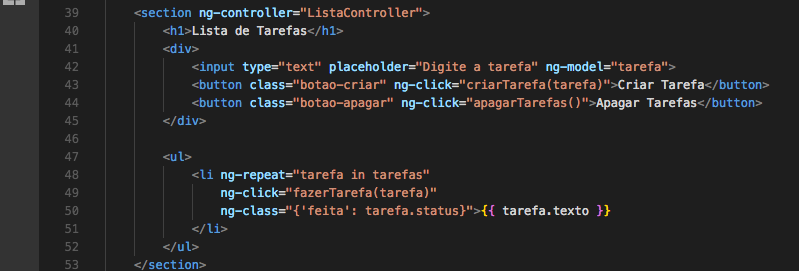 39 <section ng-controller="ListaController">
40 <h1>Lista de Tarefas</h1>
41 <div>
42 <input type="text" placeholder="Digite a tarefa" ng-model="tarefa">
43 <button class="botao-criar" ng-click="criarTarefa(tarefa)">Criar Tarefa</button>
44 <button class="botao-apagar" ng-click="apagarTarefas()">Apagar Tarefas</button>
45 </div>
46
47 <ul>
48 <li ng-repeat="tarefa in tarefas"
49 ng-click="fazerTarefa(tarefa)"
50 ng-class="{'feita': tarefa.status}">{{ tarefa.texto }}
51 </li>
52 </ul>
53 </section>